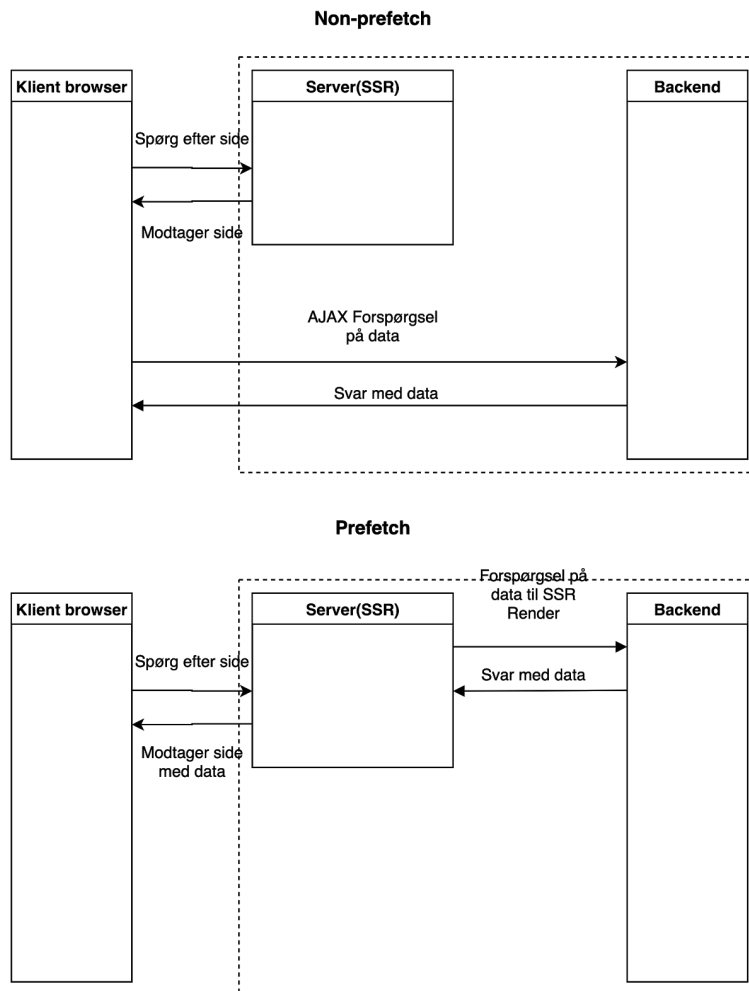 Non-prefetch
Klient browser
Server(SSR)
Backend
Spørg efter side
Modtager side
AJAX Forspørgsel
på data
Svar med data
Prefetch
Klient browser
Server(SSR)
Backend
Forspørgsel på
data til SSR
Render
Spørg efter side
Svar med data
Modtager side
med data